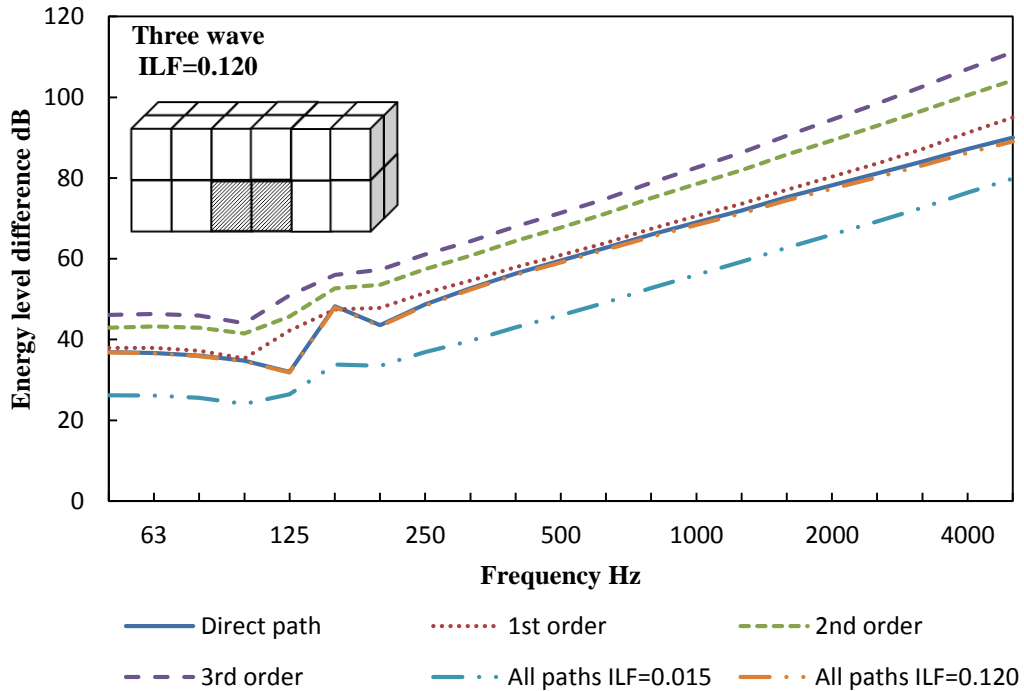 Three wave
ILF=0.120
Energy level difference dB
120
100
80
60
40
20
0
63 125 250 500 1000 2000 4000
Frequency Hz
Direct path 1st order 2nd order
3rd order All paths ILF=0.015 All paths ILF=0.120